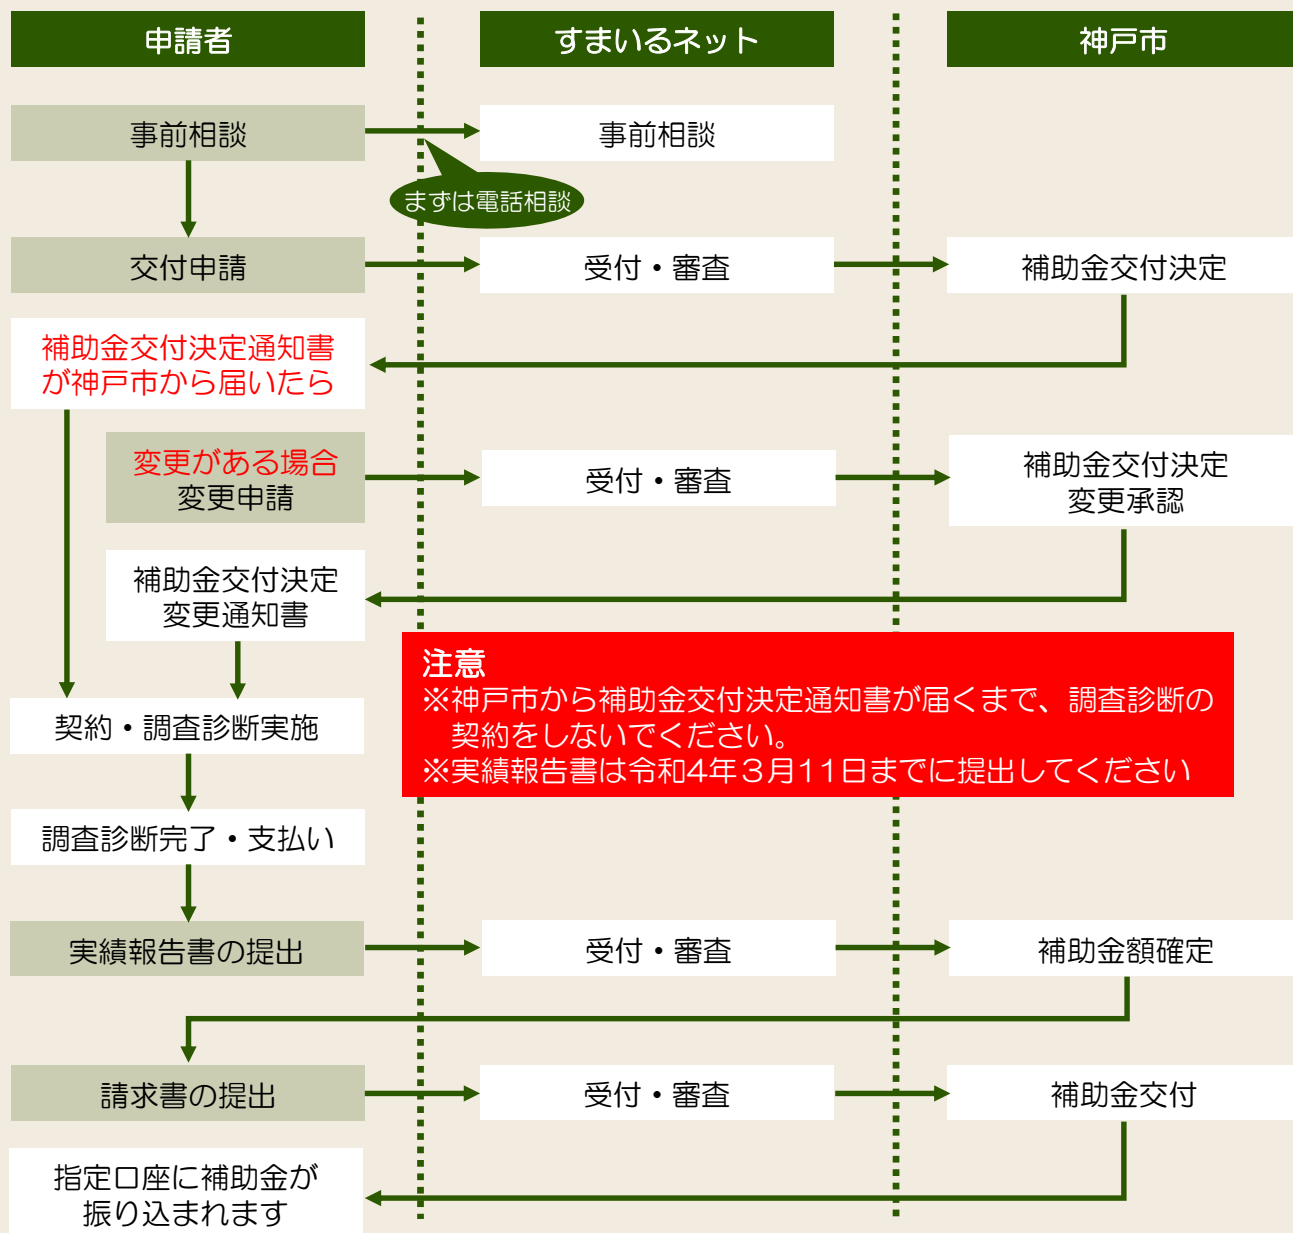 申請者
すまいるネット
神戸市
事前相談
事前相談
まずは電話相談
交付申請
受付・審査
補助金交付決定
補助金交付決定通知書
が神戸市から届いたら
変更がある場合
変更申請
受付・審査
補助金交付決定
変更承認
補助金交付決定
変更通知書
注意
※神戸市から補助金交付決定通知書が届くまで、調査診断の
契約をしないでください。
※実績報告書は令和4年３月11日までに提出してください
契約・調査診断実施
調査診断完了・支払い
実績報告書の提出
受付・審査
補助金額確定
請求書の提出
受付・審査
補助金交付
指定口座に補助金が
振り込まれます